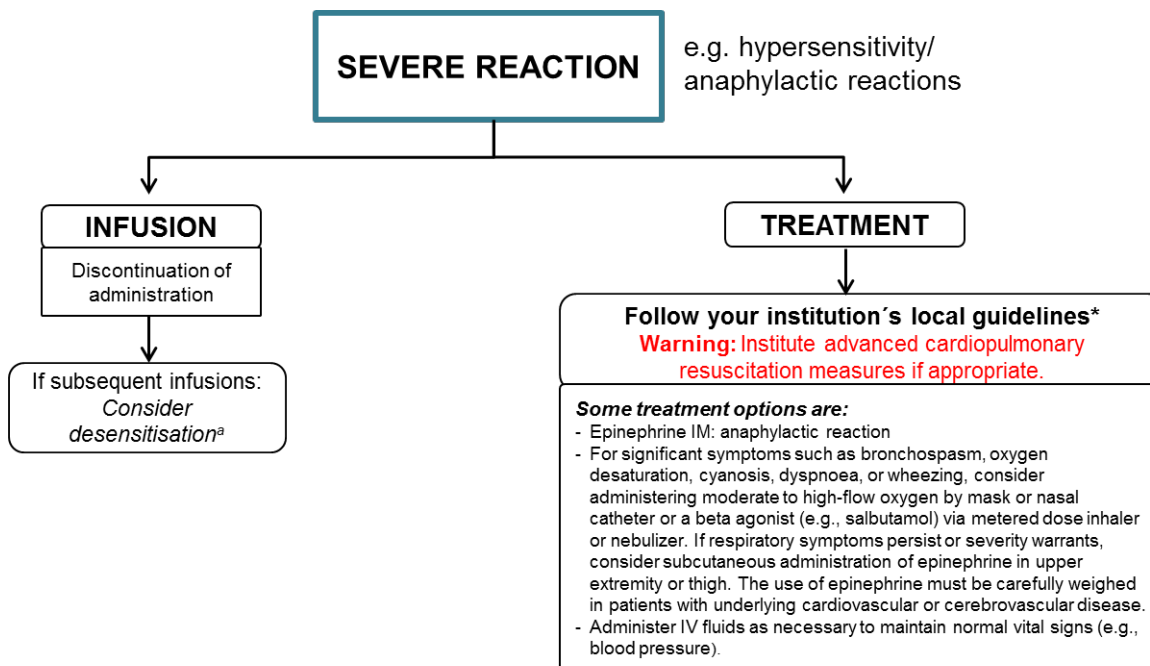 SEVERE REACTION
e.g. hypersensitivity/
anaphylactic reactions
INFUSION
Discontinuation of
administration
If subsequent infusions:
Consider
desensitisationᵃ
TREATMENT
Follow your institution´s local guidelines*
Warning: Institute advanced cardiopulmonary
resuscitation measures if appropriate.
Some treatment options are:
- Epinephrine IM: anaphylactic reaction
- For significant symptoms such as bronchospasm, oxygen
desaturation, cyanosis, dyspnoea, or wheezing, consider
administering moderate to high-flow oxygen by mask or nasal
catheter or a beta agonist (e.g., salbutamol) via metered dose inhaler
or nebulizer. If respiratory symptoms persist or severity warrants,
consider subcutaneous administration of epinephrine in upper
extremity or thigh. The use of epinephrine must be carefully weighed
in patients with underlying cardiovascular or cerebrovascular disease.
- Administer IV fluids as necessary to maintain normal vital signs (e.g.,
blood pressure).